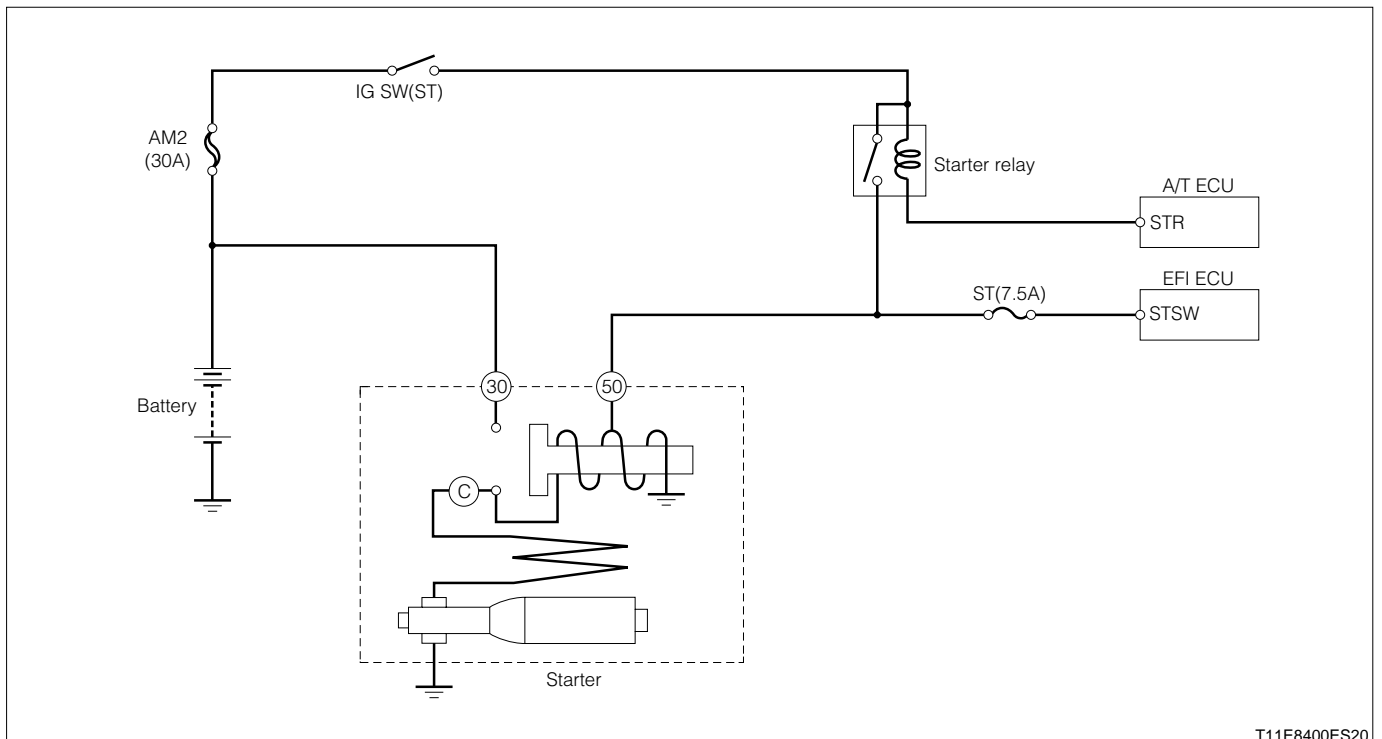 IG SW(ST)
AM2
(30A)
Starter relay
A/T ECU
STR
EFI ECU
ST(7.5A)
STSW
30
50
Battery
C
Starter
T11E8400ES20